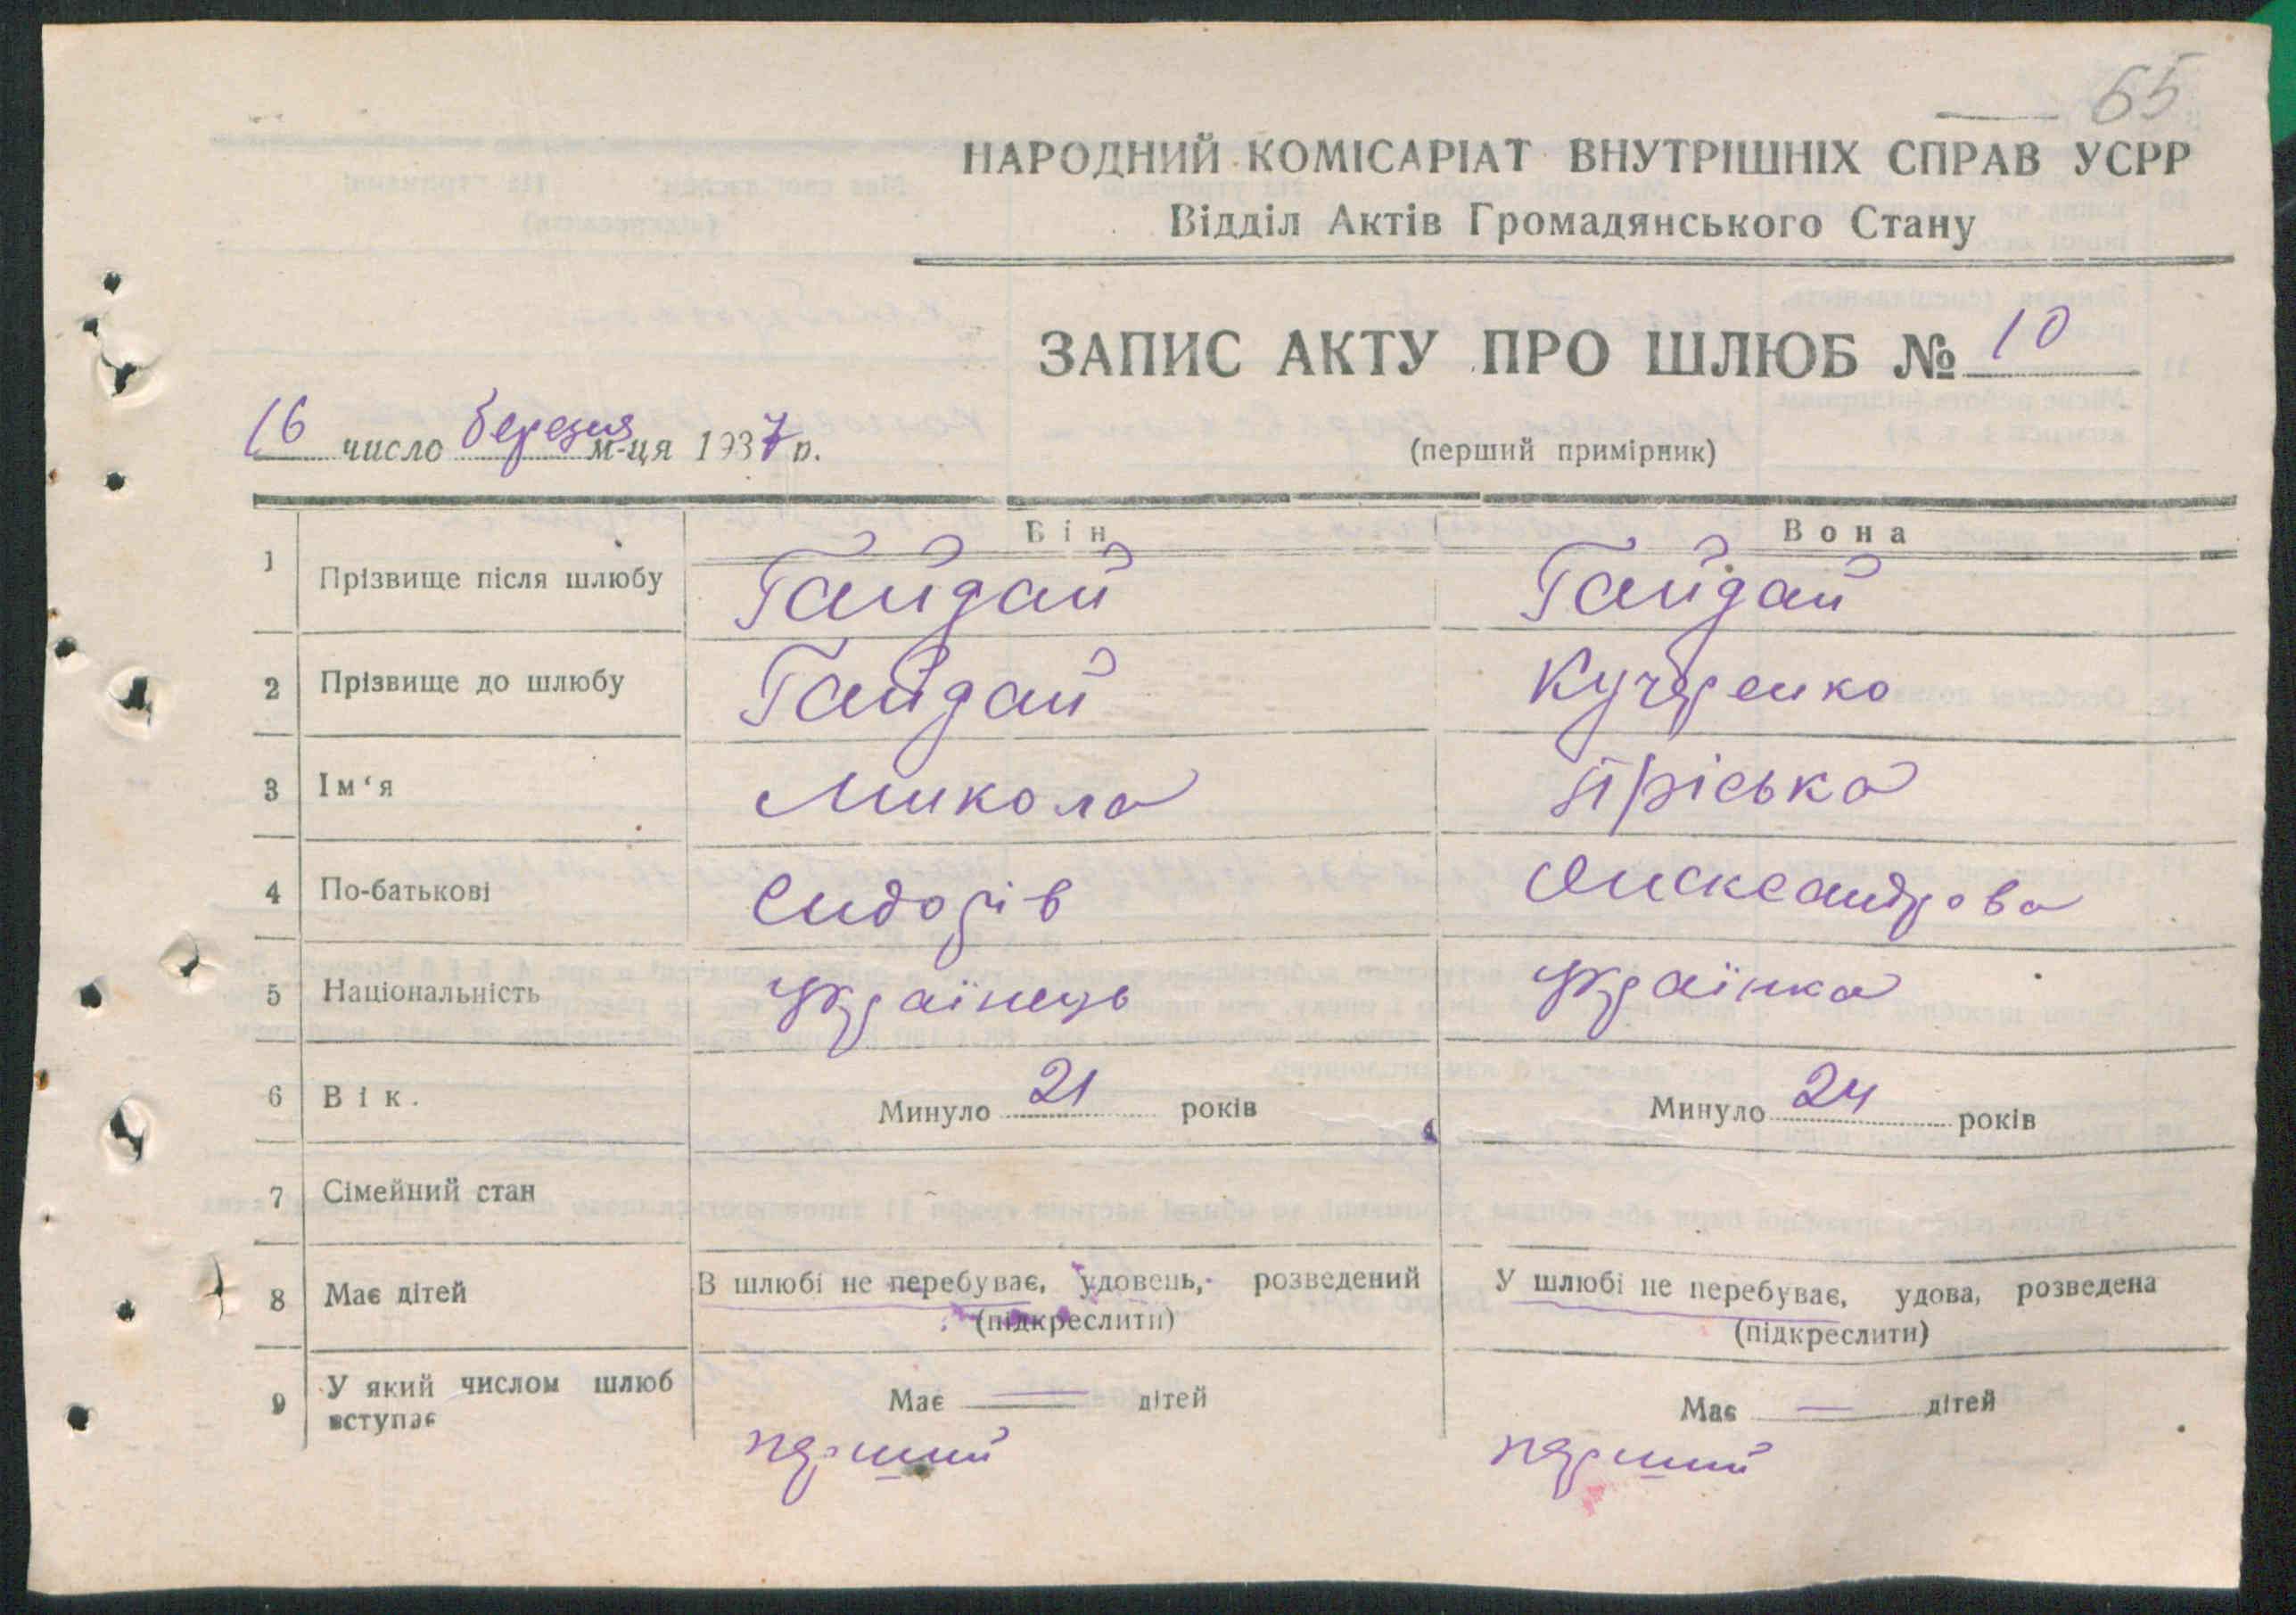 65
НАРОДНИЙ КОМІСАРІАТ ВНУТРІШНІХ СПРАВ УСРР
Відділ Актів Громадянського Стану
ЗАПИС АКТУ ПРО ШЛЮБ № 10
16 число березня м-ця 1937 р.
(перший примірник)
Він Вона
1 Прізвище після шлюбу Гайдай Гайдай
2 Прізвище до шлюбу Гайдай Кучеренко
3 Ім‘я Микола Пріська
4 По-батькові Сидорів Олександрова
5 Національність Українець Українка
6 Вік. Минуло 21 років Минуло 24 років
7 Сімейний стан
8 Має дітей В шлюбі не перебуває, удовець, розведений У шлюбі не перебуває, удова, розведена
(підкреслити) (підкреслити)
9 У який числом шлюб вступає Має — дітей Має — дітей
перший перший